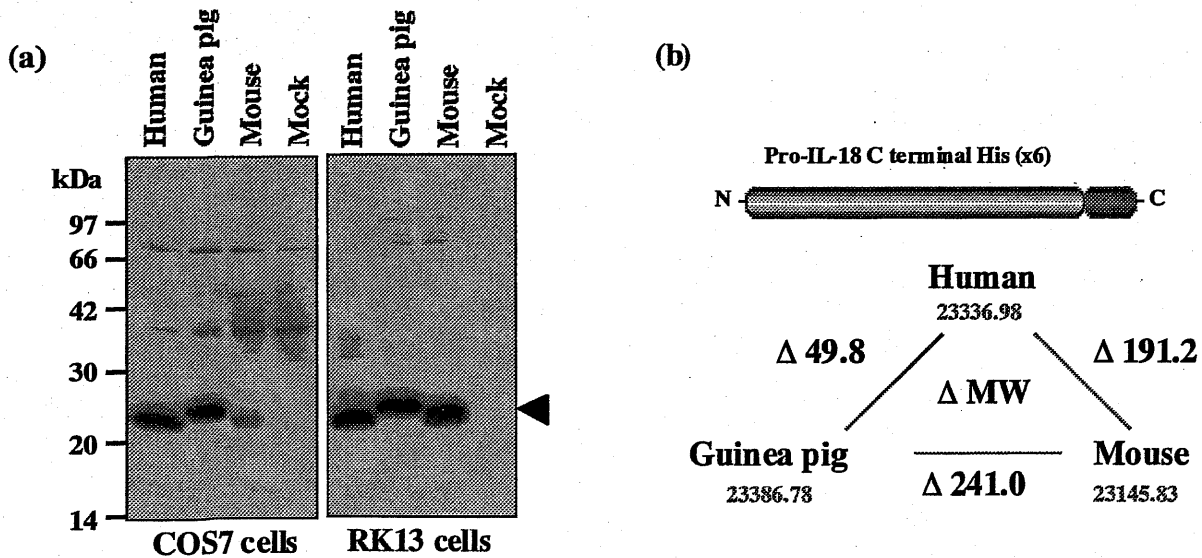 (a)
Human
Guinea pig
Mouse
Mock
Human
Guinea pig
Mouse
Mock
kDa
97
66
42
30
20
14
COS7 cells
RK13 cells
(b)
Pro-IL-18 C terminal His (x6)
N
C
Human
23336.98
Δ 49.8
Δ 191.2
Δ MW
Guinea pig
Mouse
23386.78
Δ 241.0
23145.83